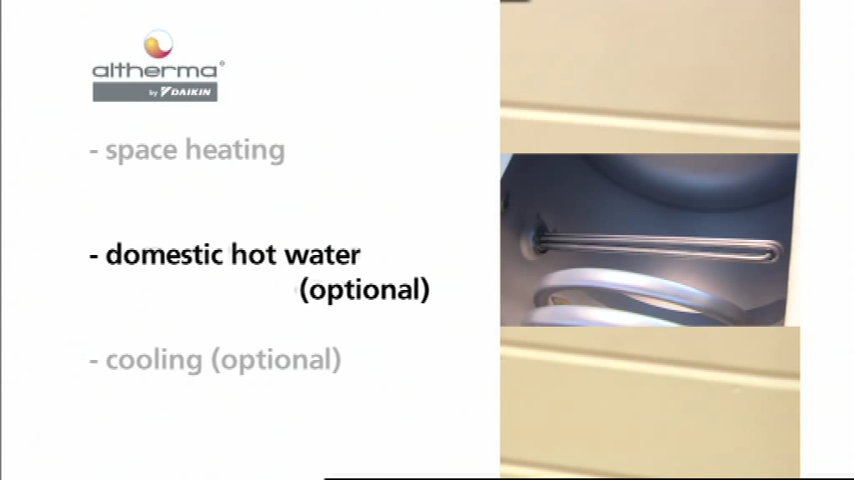 altherma®
by DAIKIN
- space heating
- domestic hot water
(optional)
- cooling (optional)